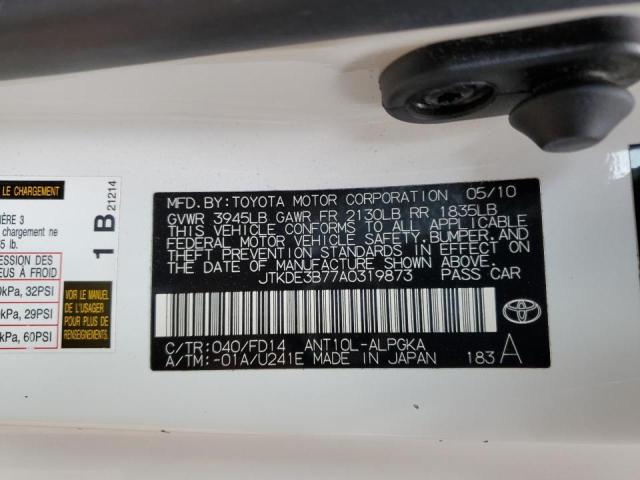 LE CHARGEMENT
IÈRE 3
chargement ne
5 lb.
ESSION DES
EUS À FROID
kPa, 32PSI
kPa, 29PSI
kPa, 60PSI
VOIR LE MANUEL
DE L'USAGER
POUR PLUS DE
RENSEIGNEMENTS
1 B 21214
MFD.BY:TOYOTA MOTOR CORPORATION 05/10
GVWR 3945LB GAWR FR 2130LB RR 1835LB
THIS VEHICLE CONFORMS TO ALL APPLICABLE
FEDERAL MOTOR VEHICLE SAFETY, BUMPER,AND
THEFT PREVENTION STANDARDS IN EFFECT ON
THE DATE OF MANUFACTURE SHOWN ABOVE.
JTKDE3B77A0319873 PASS CAR
C/TR:040/FD14 ANT10L-ALPGKA
A/TM:-01A/U241E MADE IN JAPAN
TOYOTA
183 A